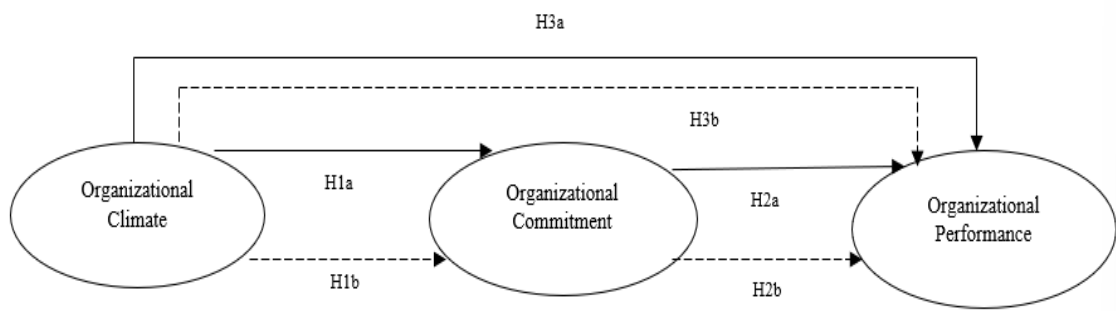 H3a
H3b
H1a
H2a
Organizational
Climate
Organizational
Commitment
Organizational
Performance
H1b
H2b